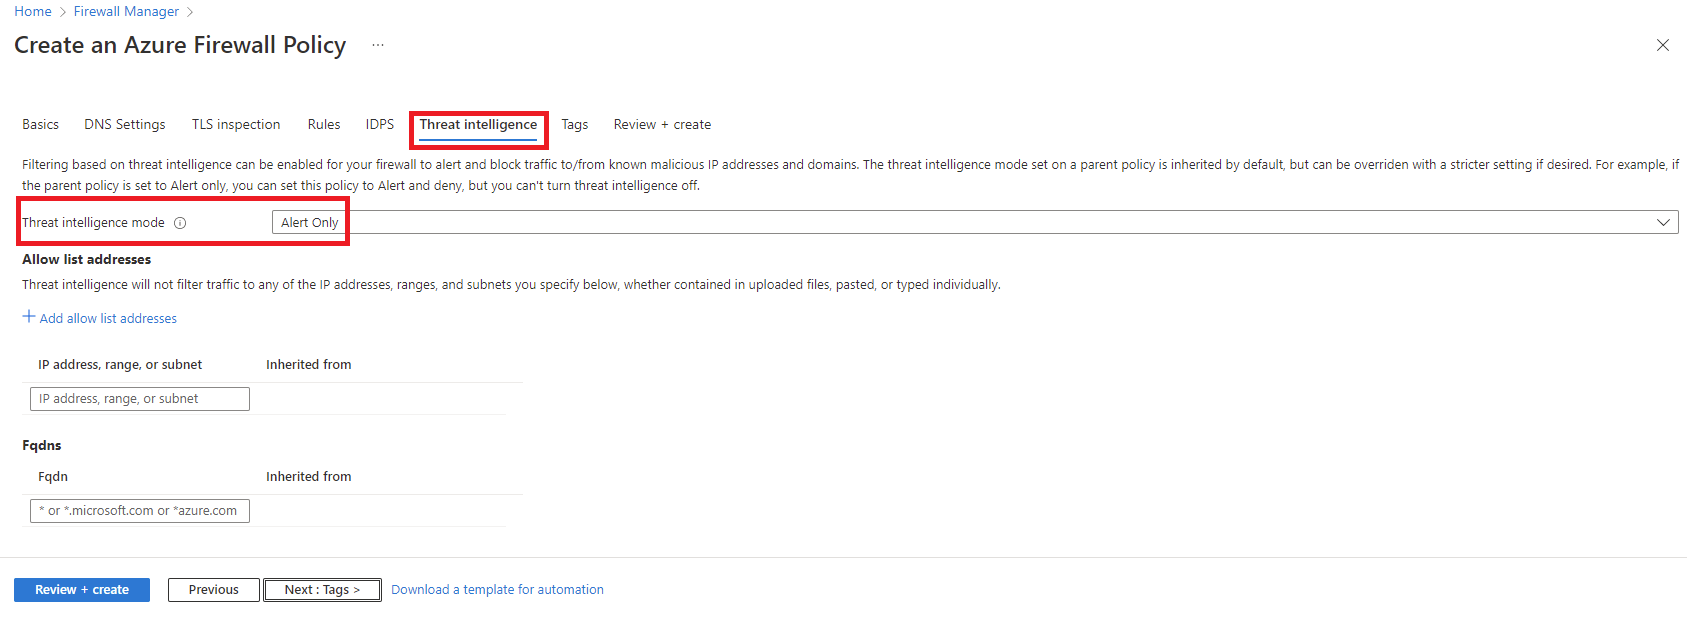 Home > Firewall Manager >
Create an Azure Firewall Policy ...
Basics DNS Settings TLS inspection Rules IDPS Threat intelligence Tags Review + create
Filtering based on threat intelligence can be enabled for your firewall to alert and block traffic to/from known malicious IP addresses and domains. The threat intelligence mode set on a parent policy is inherited by default, but can be overriden with a stricter setting if desired. For example, if
the parent policy is set to Alert only, you can set this policy to Alert and deny, but you can't turn threat intelligence off.
Threat intelligence mode Alert Only
Allow list addresses
Threat intelligence will not filter traffic to any of the IP addresses, ranges, and subnets you specify below, whether contained in uploaded files, pasted, or typed individually.
+ Add allow list addresses
IP address, range, or subnet Inherited from
IP address, range, or subnet
Fqdns
Fqdn Inherited from
* or *.microsoft.com or *azure.com
Review + create Previous Next : Tags > Download a template for automation